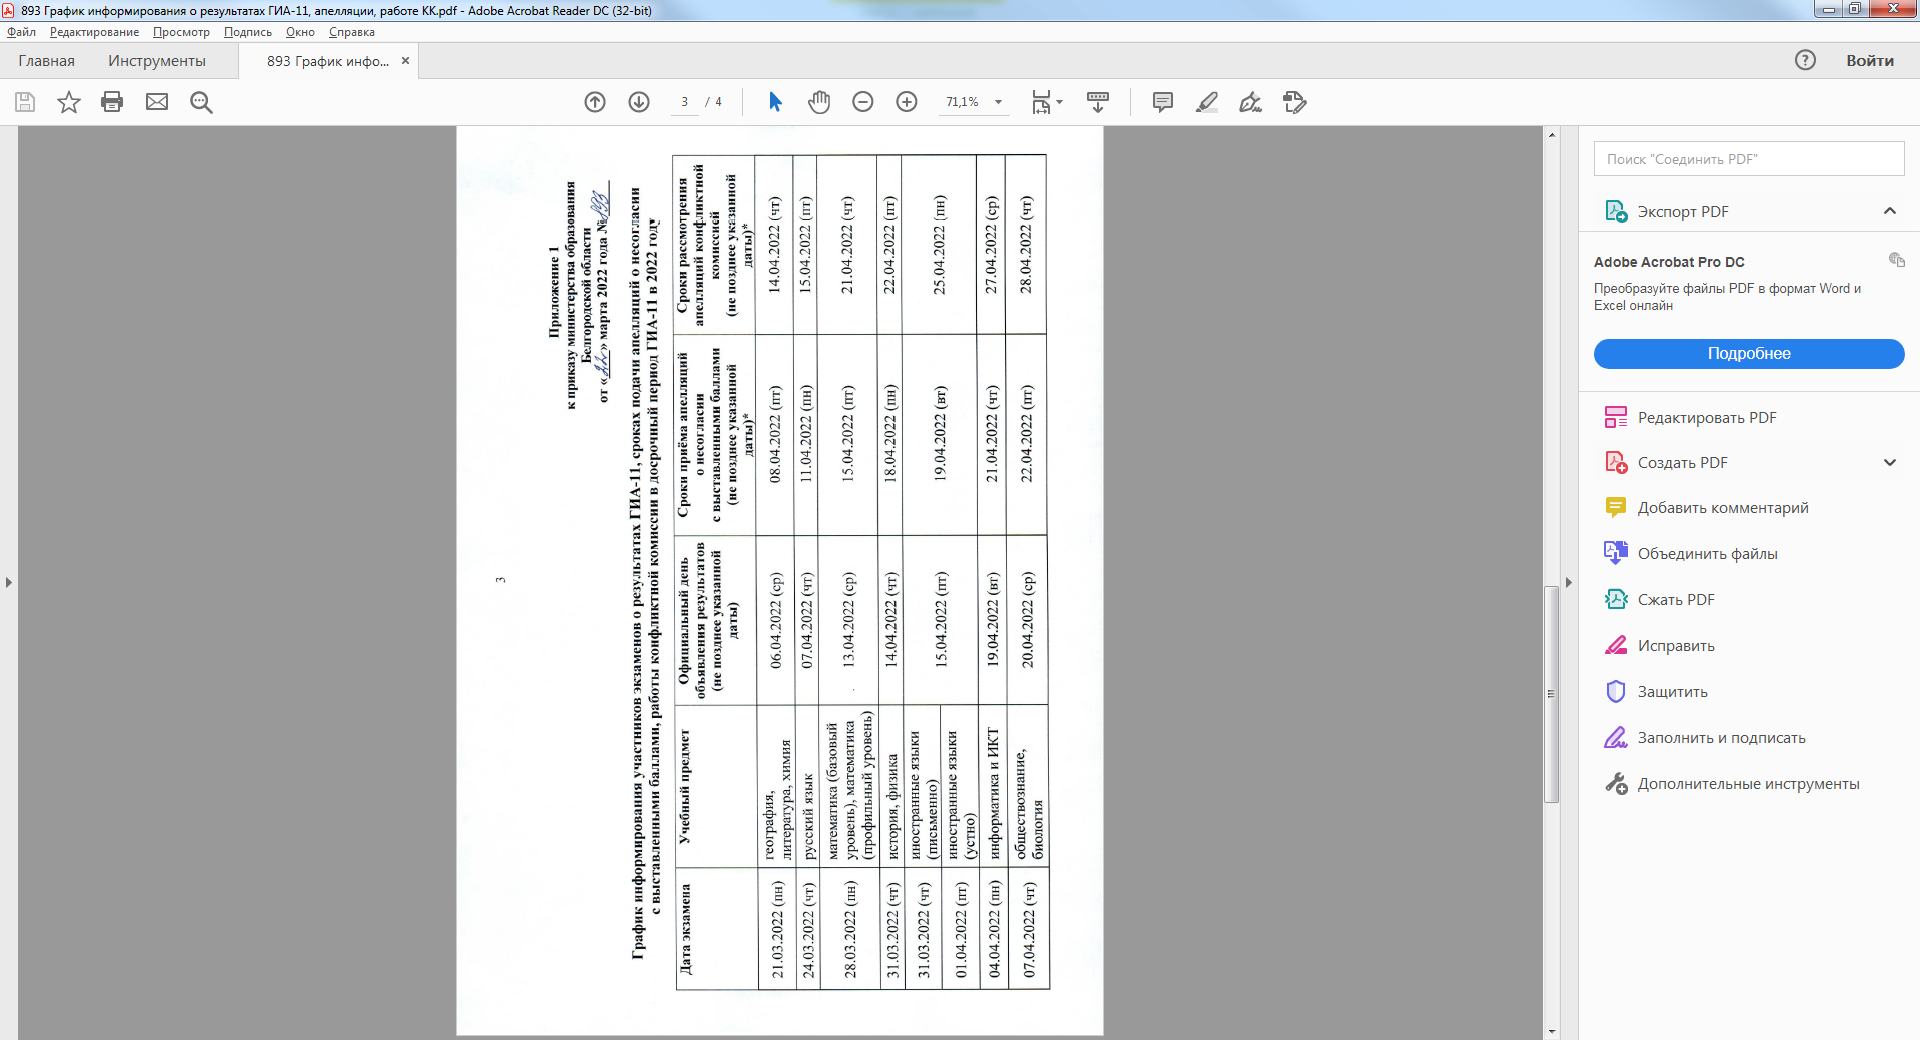 893 График информирования о результатах ГИА-11, апелляции, работе КК.pdf - Adobe Acrobat Reader DC (32-bit)
Файл Редактирование Просмотр Подпись Окно Справка
Главная Инструменты 893 График инфо... × Войти
3 / 4 71,1%
3
Приложение 1
к приказу министерства образования
Белгородской области
от «22» марта 2022 года № 893
График информирования участников экзаменов о результатах ГИА-11, сроках подачи апелляций о несогласии
с выставленными баллами, работы конфликтной комиссии в досрочный период ГИА-11 в 2022 году
Дата экзамена
Учебный предмет
Официальный день
объявления результатов
(не позднее указанной
даты)
Сроки приёма апелляций
о несогласии
с выставленными баллами
(не позднее указанной
даты)*
Сроки рассмотрения
апелляций конфликтной
комиссией
(не позднее указанной
даты)*
21.03.2022 (пн)
география,
литература, химия
06.04.2022 (ср)
08.04.2022 (пт)
14.04.2022 (чт)
24.03.2022 (чт)
русский язык
07.04.2022 (чт)
11.04.2022 (пн)
15.04.2022 (пт)
28.03.2022 (пн)
математика (базовый
уровень), математика
(профильный уровень)
13.04.2022 (ср)
15.04.2022 (пт)
21.04.2022 (чт)
31.03.2022 (чт)
история, физика
14.04.2022 (чт)
18.04.2022 (пн)
22.04.2022 (пт)
31.03.2022 (чт)
иностранные языки
(письменно)
15.04.2022 (пт)
19.04.2022 (вт)
25.04.2022 (пн)
01.04.2022 (пт)
иностранные языки
(устно)
04.04.2022 (пн)
информатика и ИКТ
19.04.2022 (вт)
21.04.2022 (чт)
27.04.2022 (ср)
07.04.2022 (чт)
обществознание,
биология
20.04.2022 (ср)
22.04.2022 (пт)
28.04.2022 (чт)
Поиск "Соединить PDF"
Экспорт PDF
Adobe Acrobat Pro DC
Преобразуйте файлы PDF в формат Word и
Excel онлайн
Подробнее
Редактировать PDF
Создать PDF
Добавить комментарий
Объединить файлы
Сжать PDF
Исправить
Защитить
Заполнить и подписать
Дополнительные инструменты